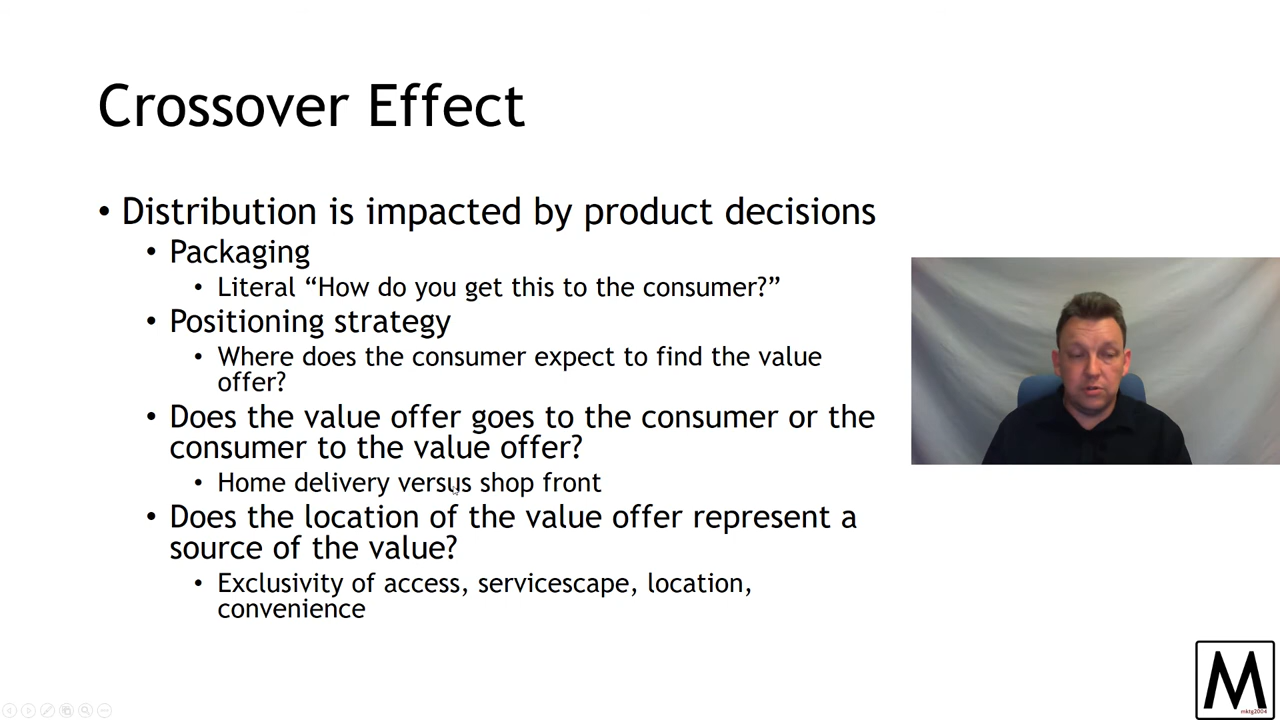 Crossover Effect
• Distribution is impacted by product decisions
• Packaging
• Literal “How do you get this to the consumer?”
• Positioning strategy
• Where does the consumer expect to find the value
offer?
• Does the value offer goes to the consumer or the
consumer to the value offer?
• Home delivery versus shop front
• Does the location of the value offer represent a
source of the value?
• Exclusivity of access, servicescape, location,
convenience
M
mktg2004